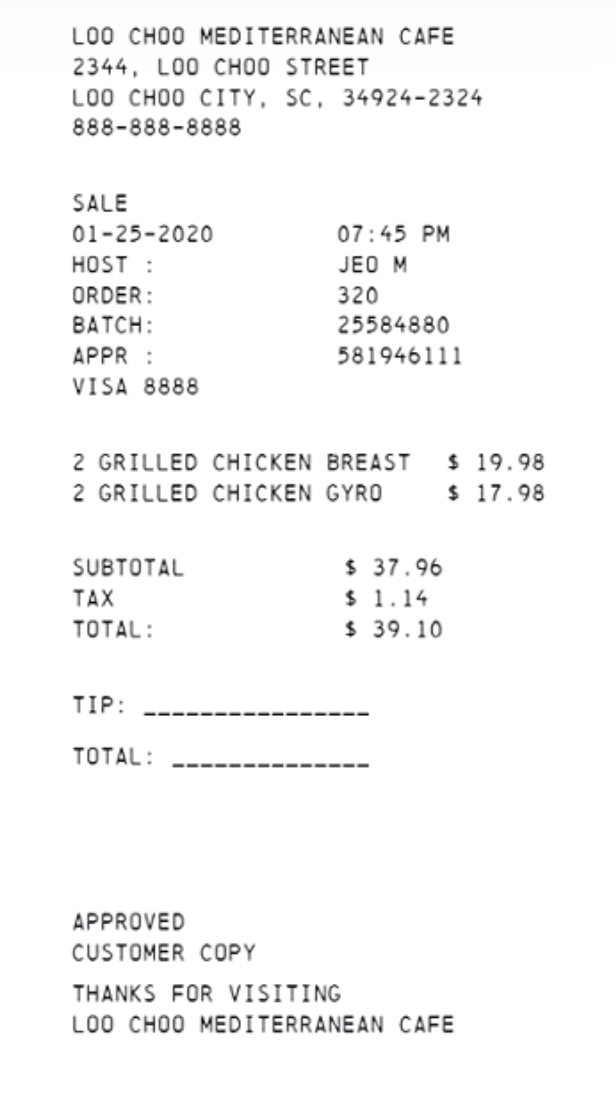 LOO CHOO MEDITERRANEAN CAFE
2344, LOO CHOO STREET
LOO CHOO CITY, SC, 34924-2324
888-888-8888
SALE
01-25-2020 07:45 PM
HOST : JEO M
ORDER: 320
BATCH: 25584880
APPR : 581946111
VISA 8888
2 GRILLED CHICKEN BREAST $ 19.98
2 GRILLED CHICKEN GYRO $ 17.98
SUBTOTAL $ 37.96
TAX $ 1.14
TOTAL: $ 39.10
TIP: ________________
TOTAL: ______________
APPROVED
CUSTOMER COPY
THANKS FOR VISITING
LOO CHOO MEDITERRANEAN CAFE